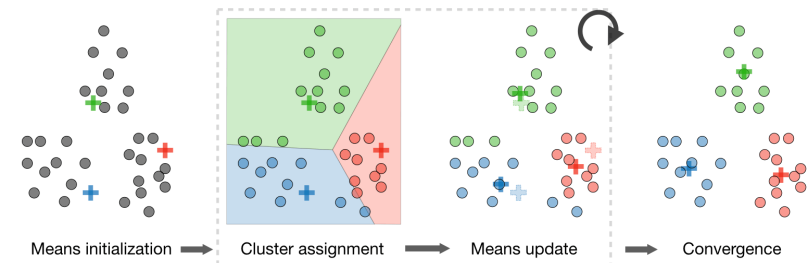 Means initialization
Cluster assignment
Means update
Convergence